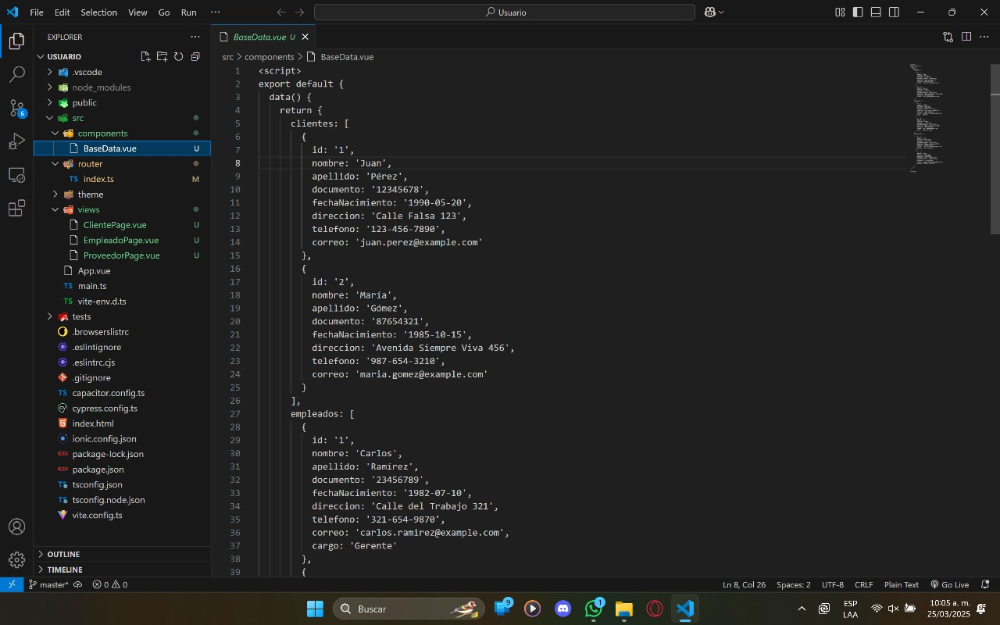 File Edit Selection View Go Run ···
Usuario
EXPLORER
USUARIO
.vscode
node_modules
public
src
components
BaseData.vue U
router
TS index.ts M
theme
views
ClientePage.vue U
EmpleadoPage.vue U
ProveedorPage.vue U
App.vue
TS main.ts
TS vite-env.d.ts
tests
.browserslistrc
.eslintignore
.eslintrc.cjs
.gitignore
TS capacitor.config.ts
cypress.config.ts
index.html
ionic.config.json
package-lock.json
package.json
tsconfig.json
tsconfig.node.json
vite.config.ts
OUTLINE
TIMELINE
6
BaseData.vue U
src > components > BaseData.vue
1 <script>
2 export default {
3 data() {
4 return {
5 clientes: [
6 {
7 id: '1',
8 nombre: 'Juan',
9 apellido: 'Pérez',
10 documento: '12345678',
11 fechaNacimiento: '1990-05-20',
12 direccion: 'Calle Falsa 123',
13 telefono: '123-456-7890',
14 correo: 'juan.perez@example.com'
15 },
16 {
17 id: '2',
18 nombre: 'María',
19 apellido: 'Gómez',
20 documento: '87654321',
21 fechaNacimiento: '1985-10-15',
22 direccion: 'Avenida Siempre Viva 456',
23 telefono: '987-654-3210',
24 correo: 'maria.gomez@example.com'
25 }
26 ],
27 empleados: [
28 {
29 id: '1',
30 nombre: 'Carlos',
31 apellido: 'Ramírez',
32 documento: '23456789',
33 fechaNacimiento: '1982-07-10',
34 direccion: 'Calle del Trabajo 321',
35 telefono: '321-654-9870',
36 correo: 'carlos.ramirez@example.com',
37 cargo: 'Gerente'
38 },
39 {
master* 0 0 Ln 8, Col 26 Spaces: 2 UTF-8 CRLF Plain Text Go Live
Buscar
9
1
ESP
LAA
10:05 a. m.
25/03/2025